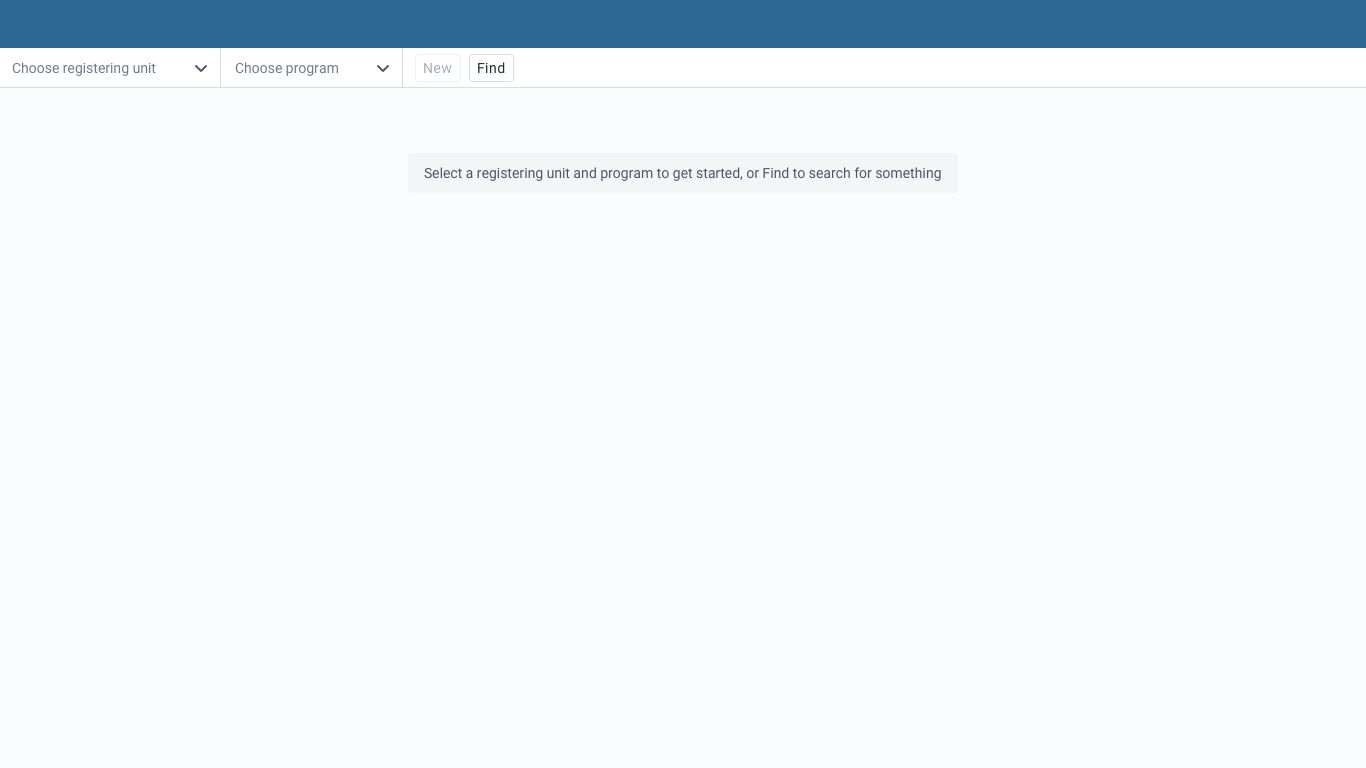 Choose registering unit
Choose program
New
Find
Select a registering unit and program to get started, or Find to search for something